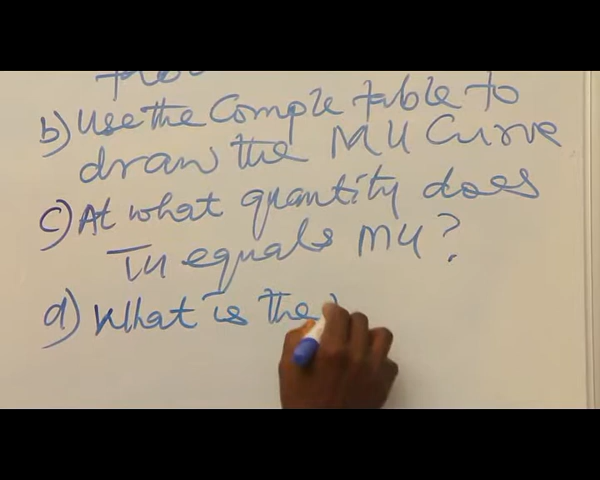 b) Use the Comple table to
draw the MU Curve
c) At what quantity does
TU equals MU?
d) What is the